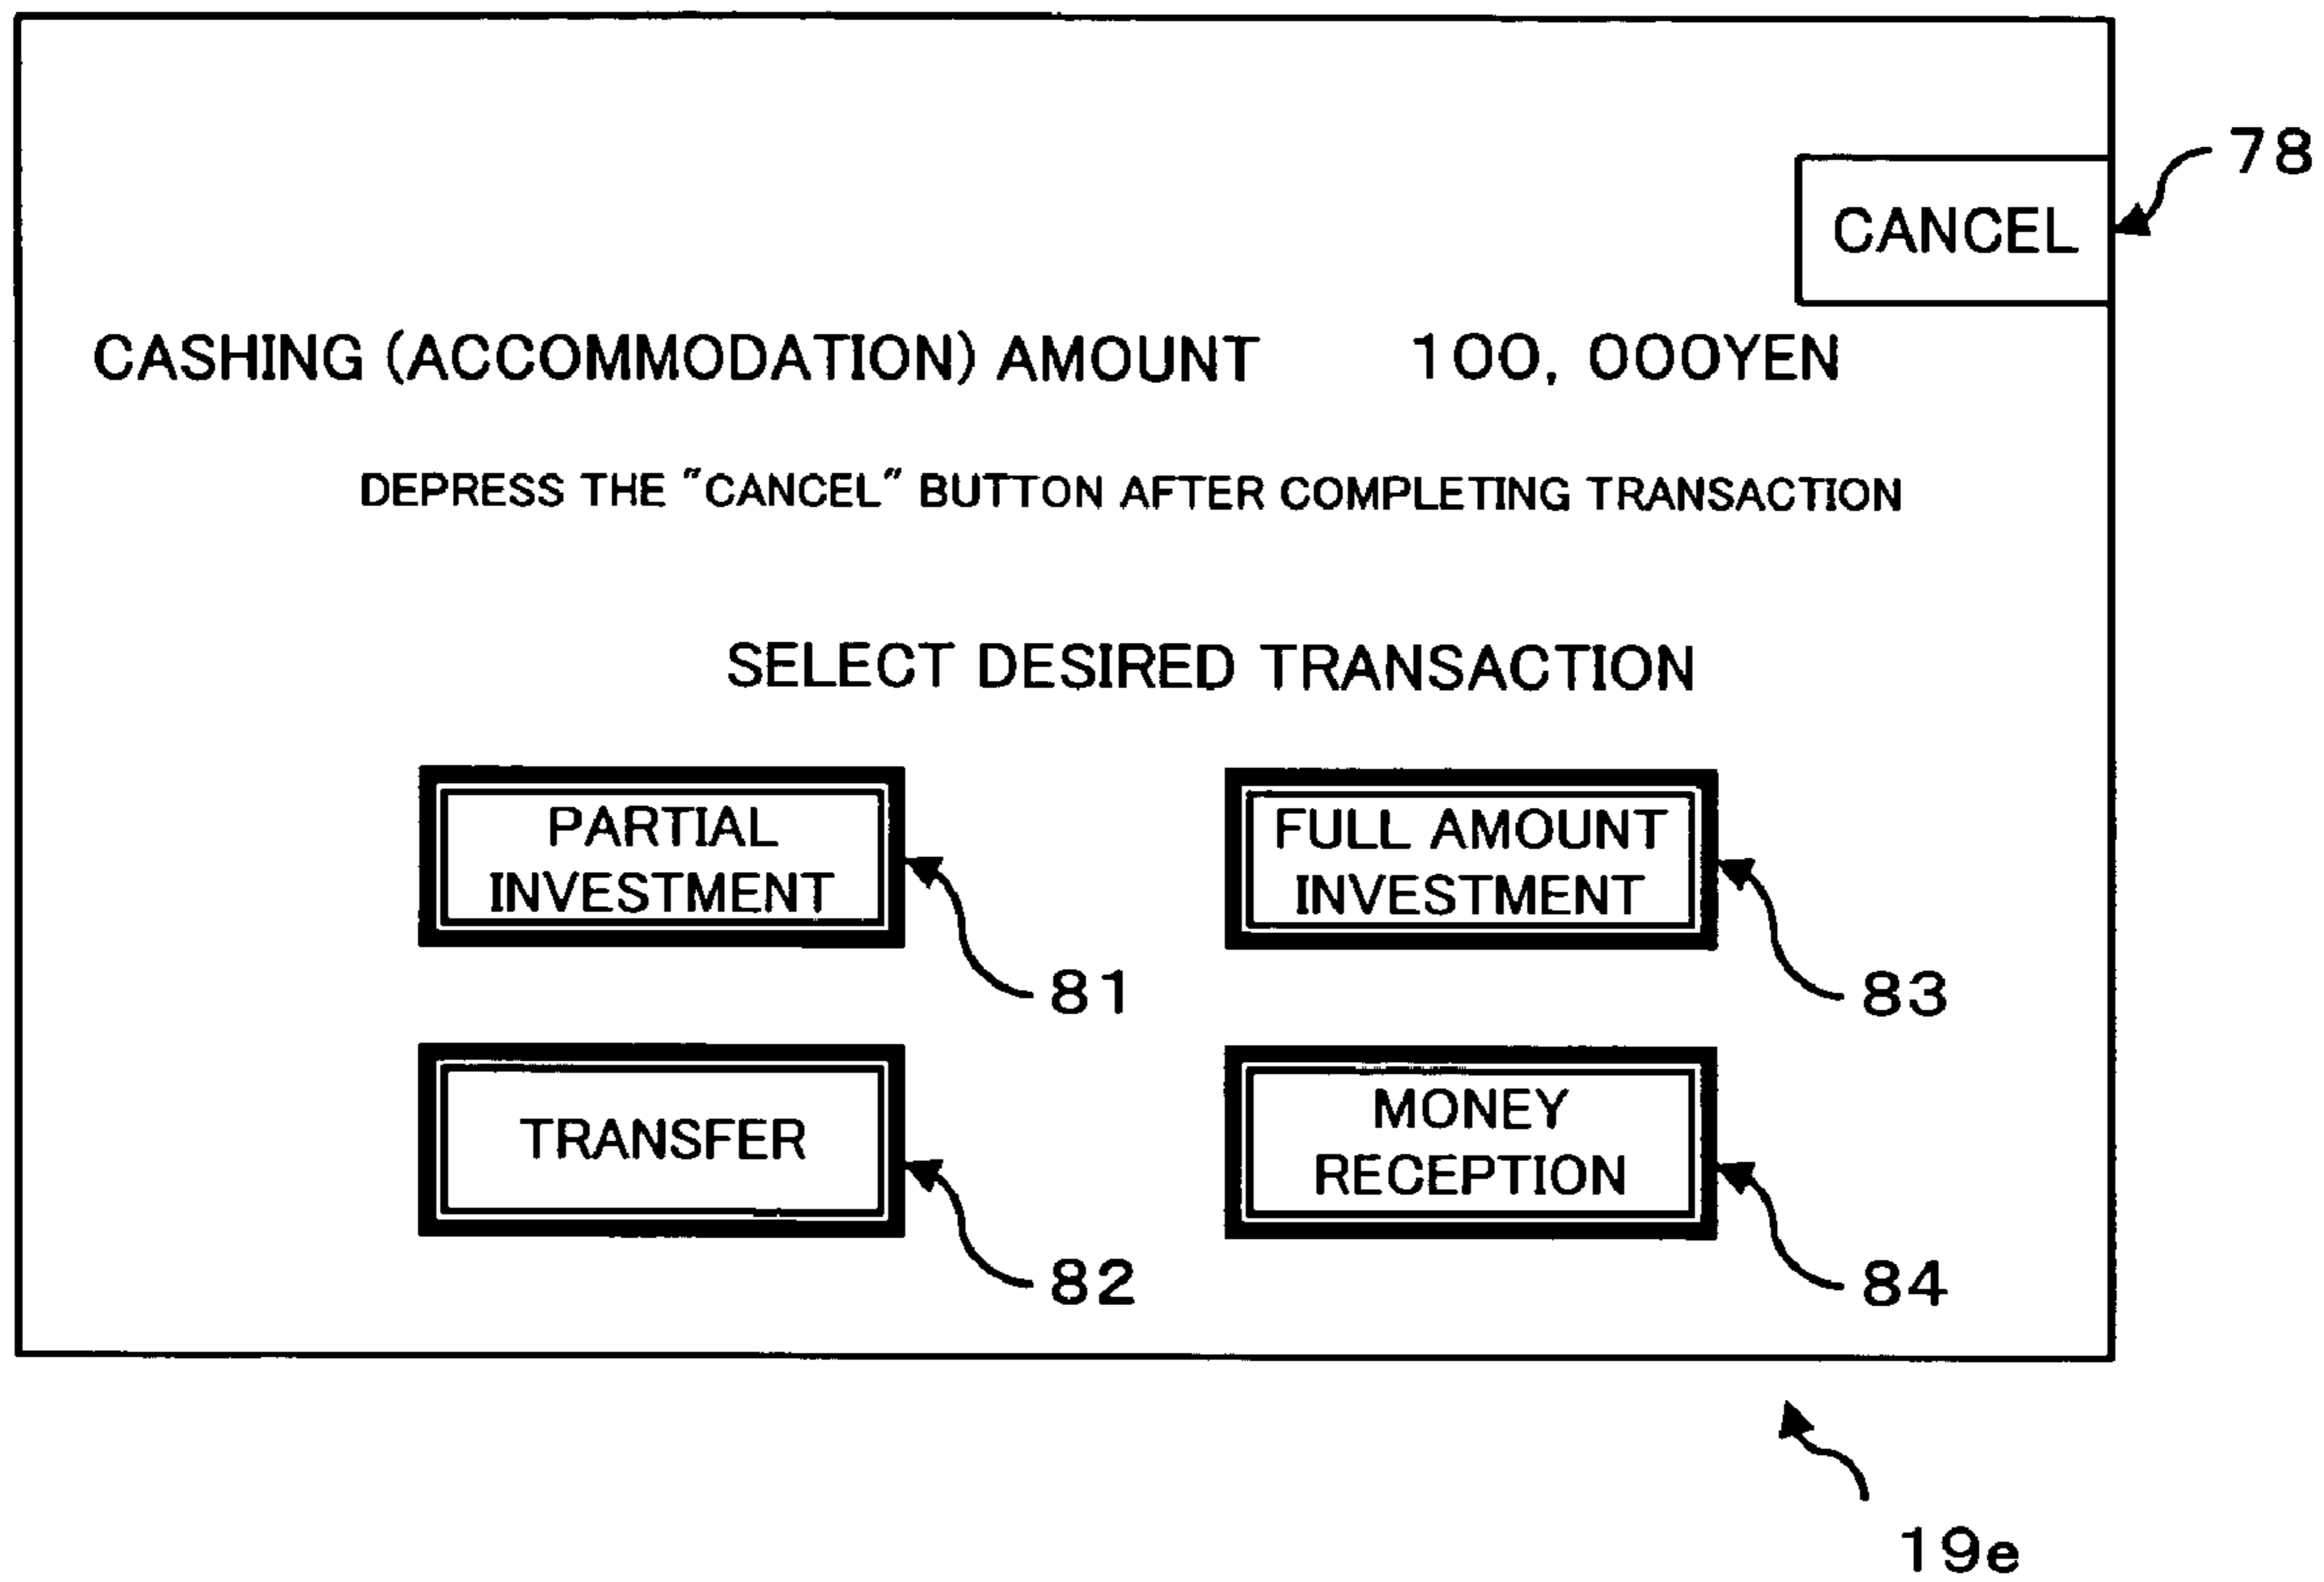 78
CANCEL
CASHING (ACCOMMODATION) AMOUNT 100, 000YEN
DEPRESS THE "CANCEL" BUTTON AFTER COMPLETING TRANSACTION
SELECT DESIRED TRANSACTION
PARTIAL
INVESTMENT
81
FULL AMOUNT
INVESTMENT
83
TRANSFER
82
MONEY
RECEPTION
84
19e